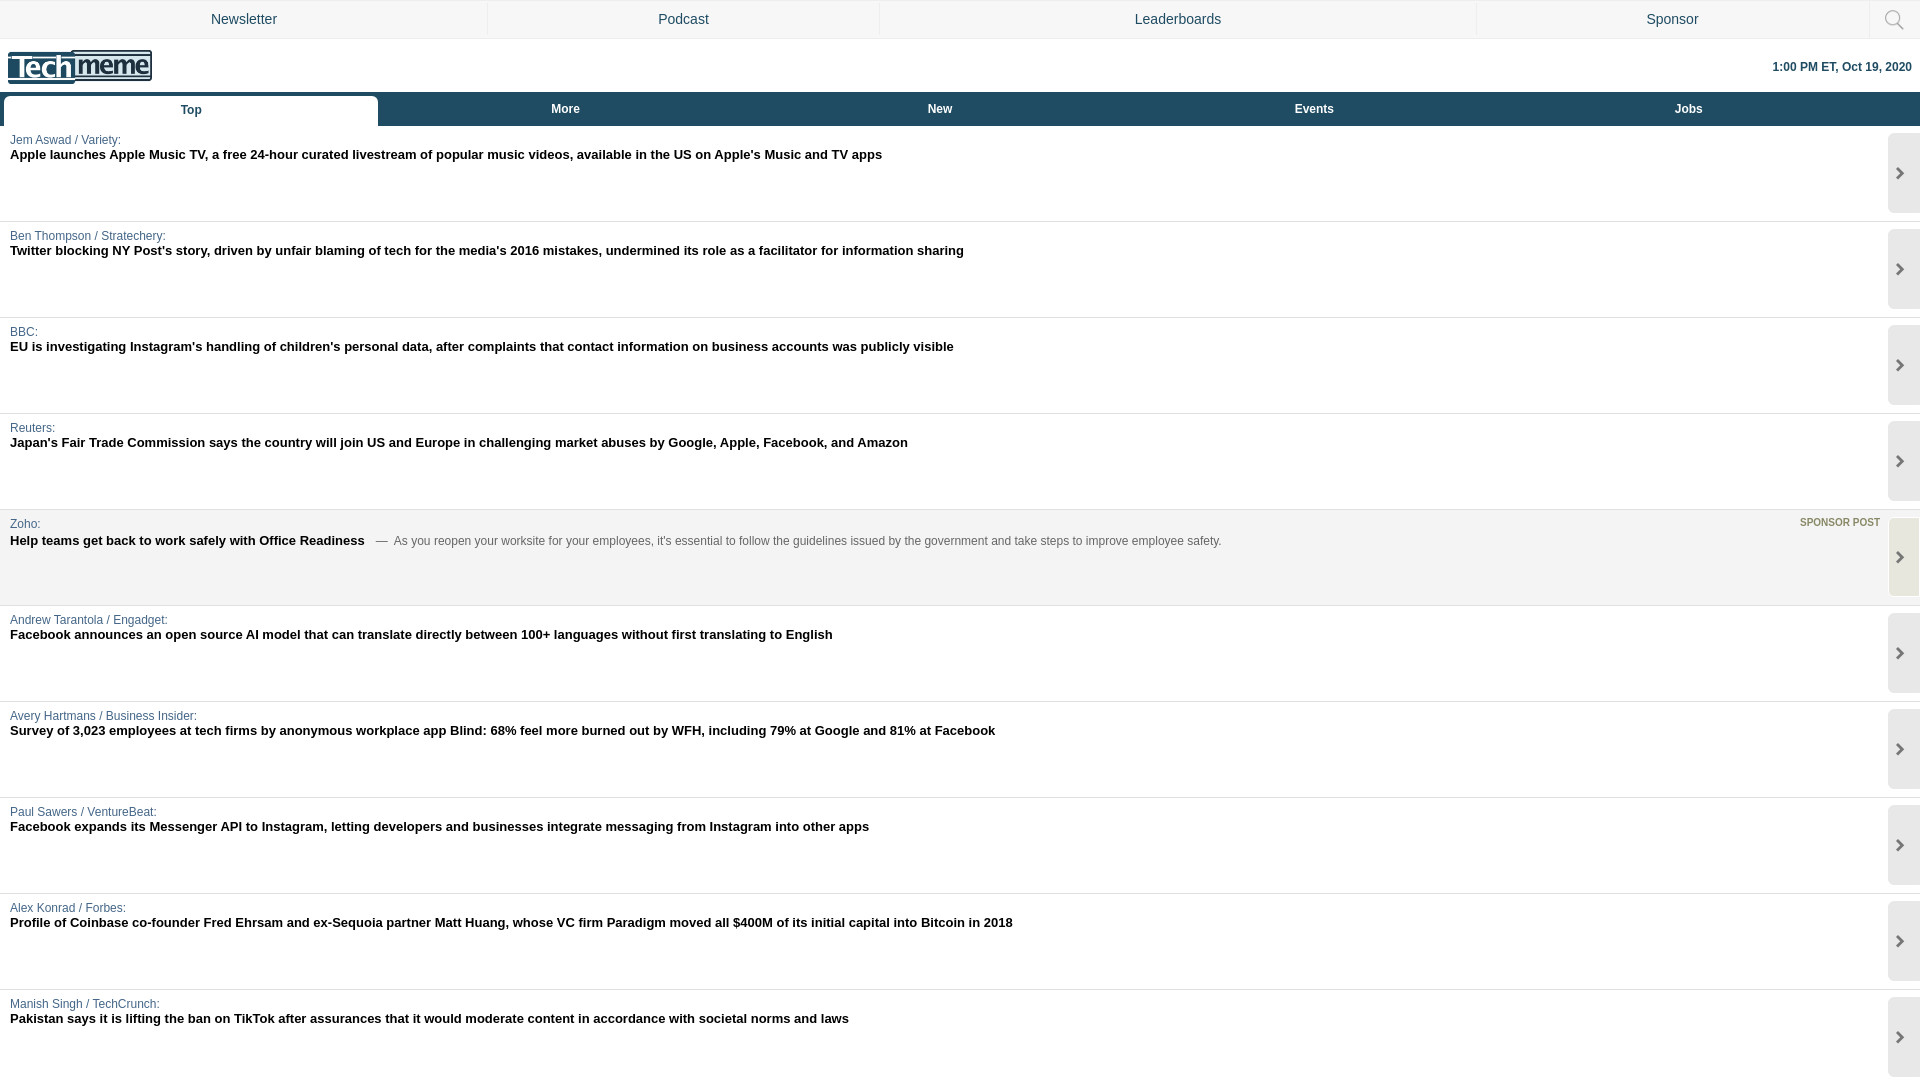 Newsletter
Podcast
Leaderboards
Sponsor
Techmeme
1:00 PM ET, Oct 19, 2020
Top
More
New
Events
Jobs
Jem Aswad / Variety:
Apple launches Apple Music TV, a free 24-hour curated livestream of popular music videos, available in the US on Apple's Music and TV apps
Ben Thompson / Stratechery:
Twitter blocking NY Post's story, driven by unfair blaming of tech for the media's 2016 mistakes, undermined its role as a facilitator for information sharing
BBC:
EU is investigating Instagram's handling of children's personal data, after complaints that contact information on business accounts was publicly visible
Reuters:
Japan's Fair Trade Commission says the country will join US and Europe in challenging market abuses by Google, Apple, Facebook, and Amazon
Zoho:
SPONSOR POST
Help teams get back to work safely with Office Readiness — As you reopen your worksite for your employees, it's essential to follow the guidelines issued by the government and take steps to improve employee safety.
Andrew Tarantola / Engadget:
Facebook announces an open source AI model that can translate directly between 100+ languages without first translating to English
Avery Hartmans / Business Insider:
Survey of 3,023 employees at tech firms by anonymous workplace app Blind: 68% feel more burned out by WFH, including 79% at Google and 81% at Facebook
Paul Sawers / VentureBeat:
Facebook expands its Messenger API to Instagram, letting developers and businesses integrate messaging from Instagram into other apps
Alex Konrad / Forbes:
Profile of Coinbase co-founder Fred Ehrsam and ex-Sequoia partner Matt Huang, whose VC firm Paradigm moved all $400M of its initial capital into Bitcoin in 2018
Manish Singh / TechCrunch:
Pakistan says it is lifting the ban on TikTok after assurances that it would moderate content in accordance with societal norms and laws